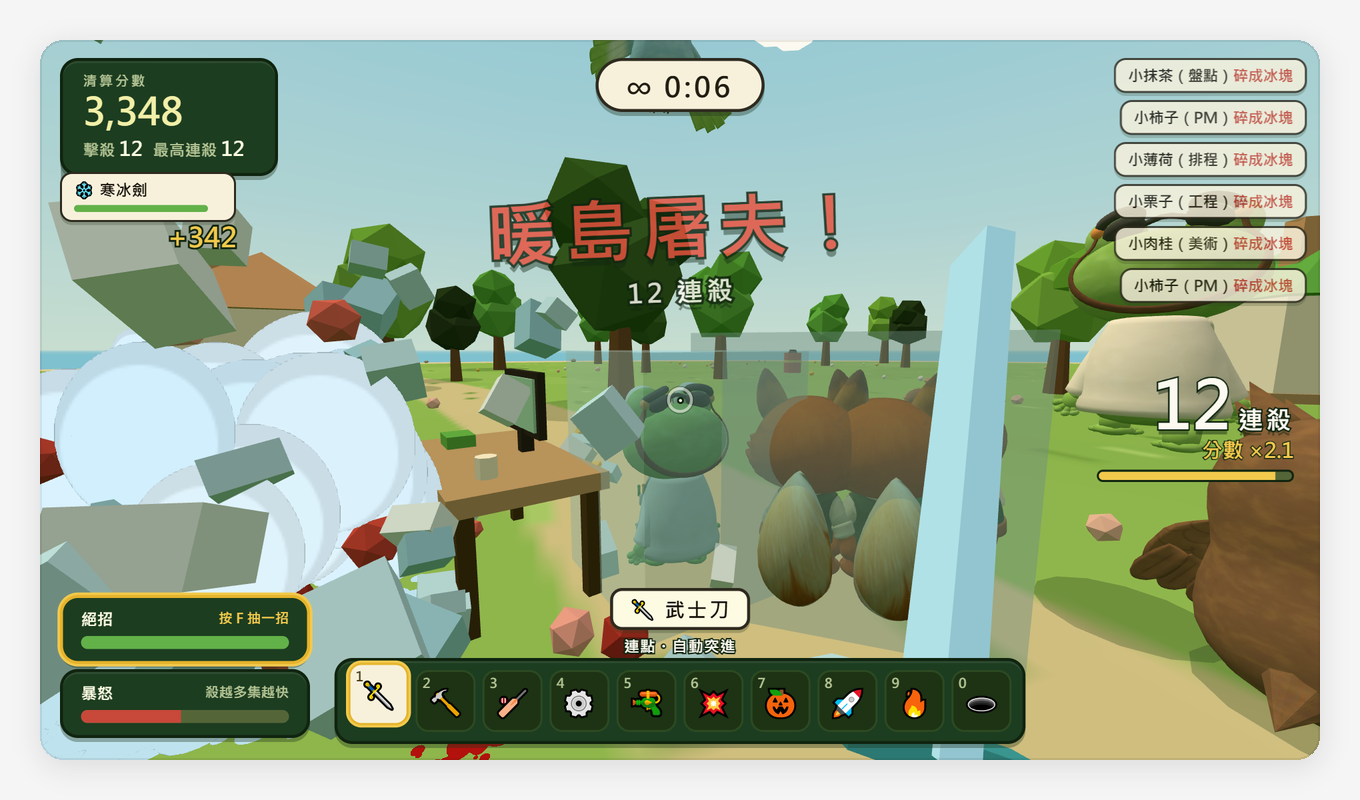 清算分數
3,348
擊殺 12 最高連殺 12
寒冰劍
+342
∞ 0:06
暖島屠夫！
12 連殺
小抹茶（盤點）碎成冰塊
小柿子（PM）碎成冰塊
小薄荷（排程）碎成冰塊
小栗子（工程）碎成冰塊
小肉桂（美術）碎成冰塊
小柿子（PM）碎成冰塊
12 連殺
分數 ×2.1
絕招 按 F 抽一招
暴怒 殺越多集越快
武士刀
連點・自動突進
1 2 3 4 5 6 7 8 9 0